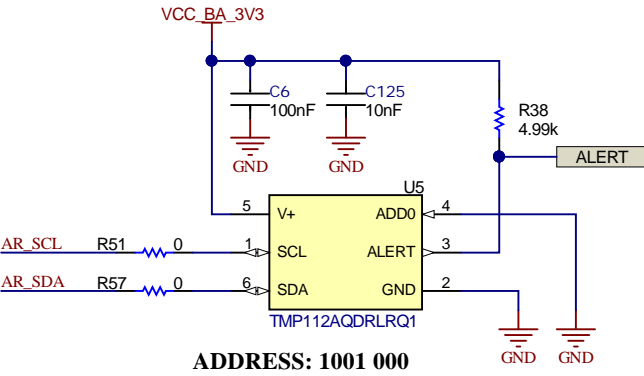 VCC_BA_3V3
C6
100nF
C125
10nF
R38
4.99k
GND
GND
ALERT
U5
5
V+
ADD0
4
AR_SCL
R51
0
1
SCL
ALERT
3
AR_SDA
R57
0
6
SDA
GND
2
TMP112AQDRLRQ1
GND
GND
ADDRESS: 1001 000